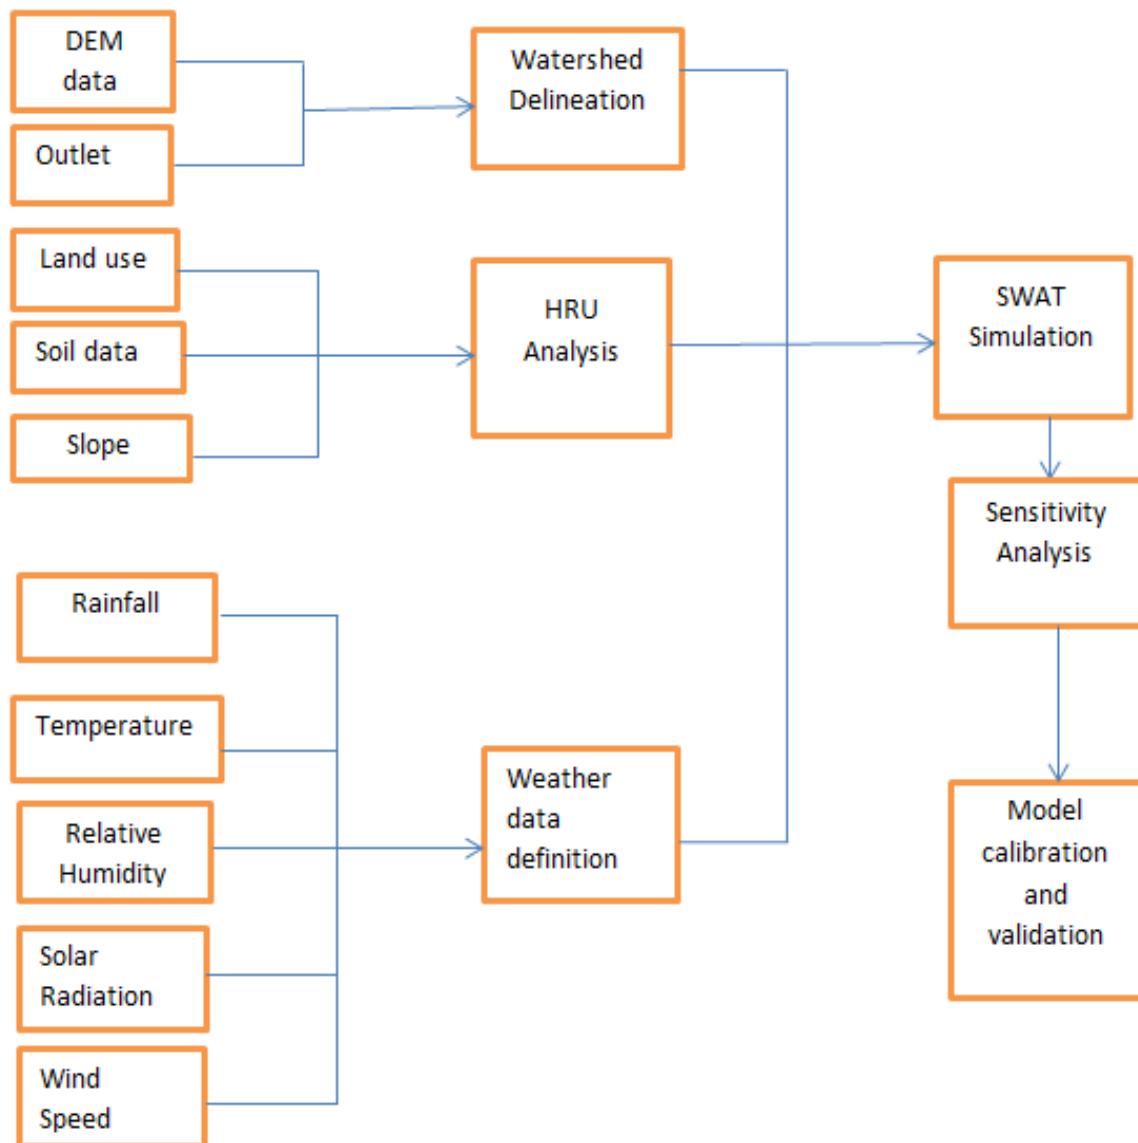 DEM
data
Outlet
Watershed
Delineation
Land use
Soil data
Slope
HRU
Analysis
SWAT
Simulation
Sensitivity
Analysis
Rainfall
Temperature
Relative
Humidity
Solar
Radiation
Wind
Speed
Weather
data
definition
Model
calibration
and
validation